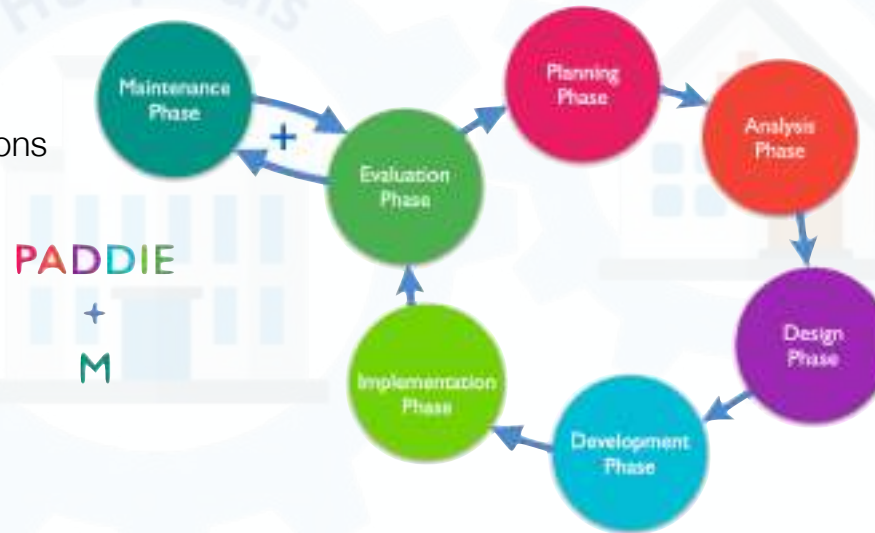 Maintenance
Phase
+
ons
Evaluation
Phase
Planning
Phase
Analysis
Phase
PADDIE
+
M
Design
Phase
Implementation
Phase
Development
Phase